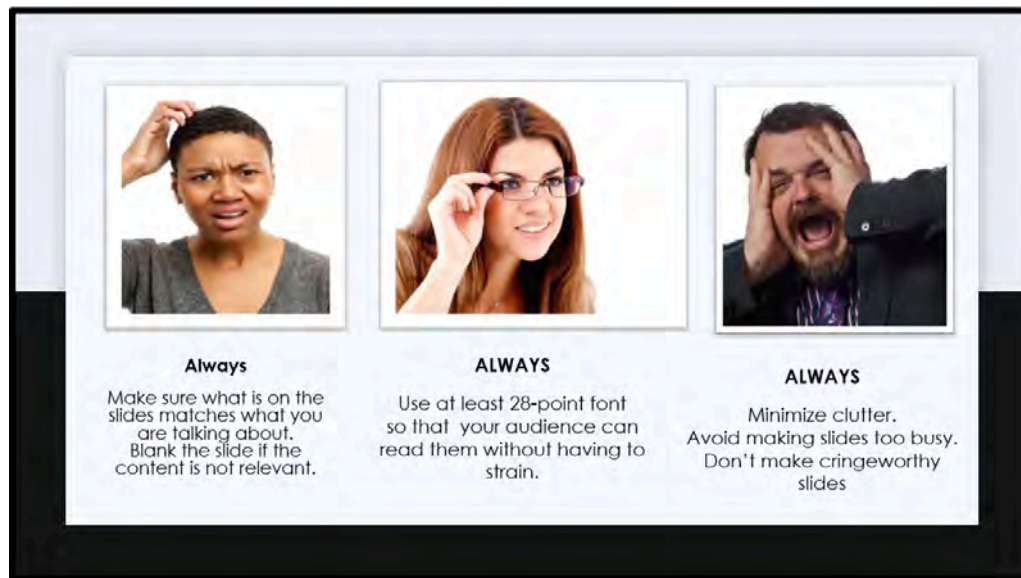 Always
Make sure what is on the
slides matches what you
are talking about.
Blank the slide if the
content is not relevant.
ALWAYS
Use at least 28-point font
so that  your audience can
read them without having to
strain.
ALWAYS
Minimize clutter.
Avoid making slides too busy.
Don't make cringeworthy
slides